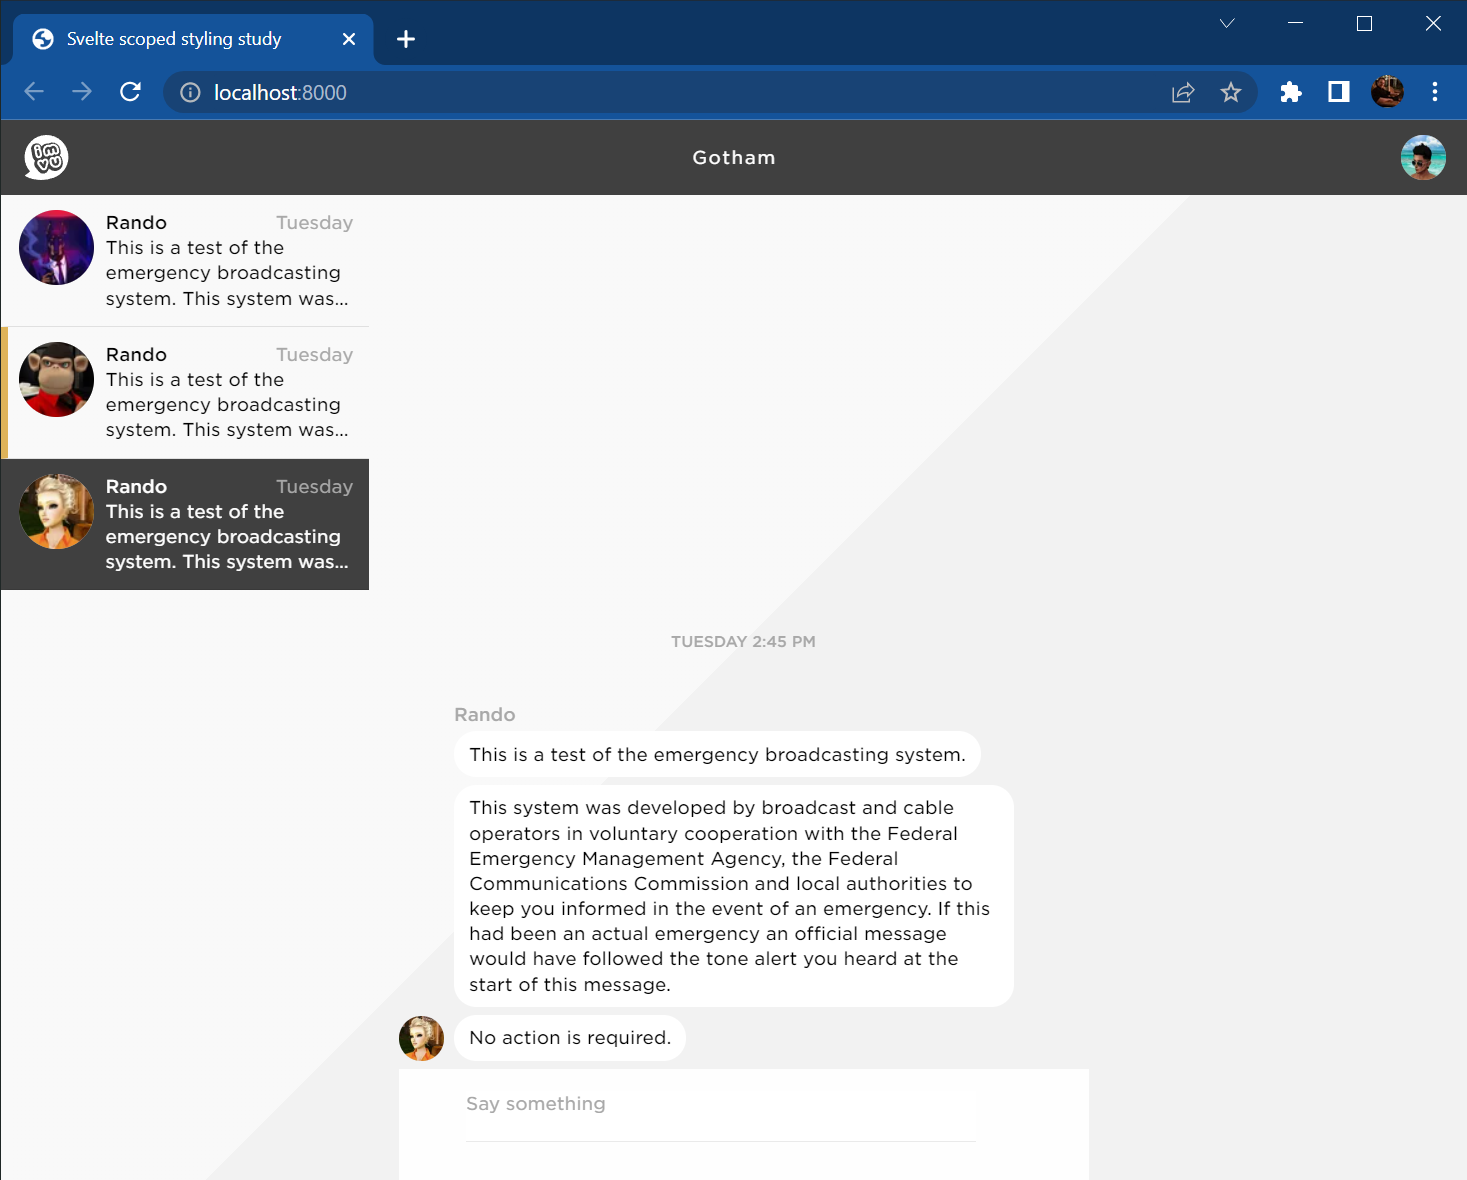 Svelte scoped styling study
localhost:8000
imvu
Gotham
Rando Tuesday
This is a test of the
emergency broadcasting
system. This system was...
Rando Tuesday
This is a test of the
emergency broadcasting
system. This system was...
Rando Tuesday
This is a test of the
emergency broadcasting
system. This system was...
TUESDAY 2:45 PM
Rando
This is a test of the emergency broadcasting system.
This system was developed by broadcast and cable
operators in voluntary cooperation with the Federal
Emergency Management Agency, the Federal
Communications Commission and local authorities to
keep you informed in the event of an emergency. If this
had been an actual emergency an official message
would have followed the tone alert you heard at the
start of this message.
No action is required.
Say something